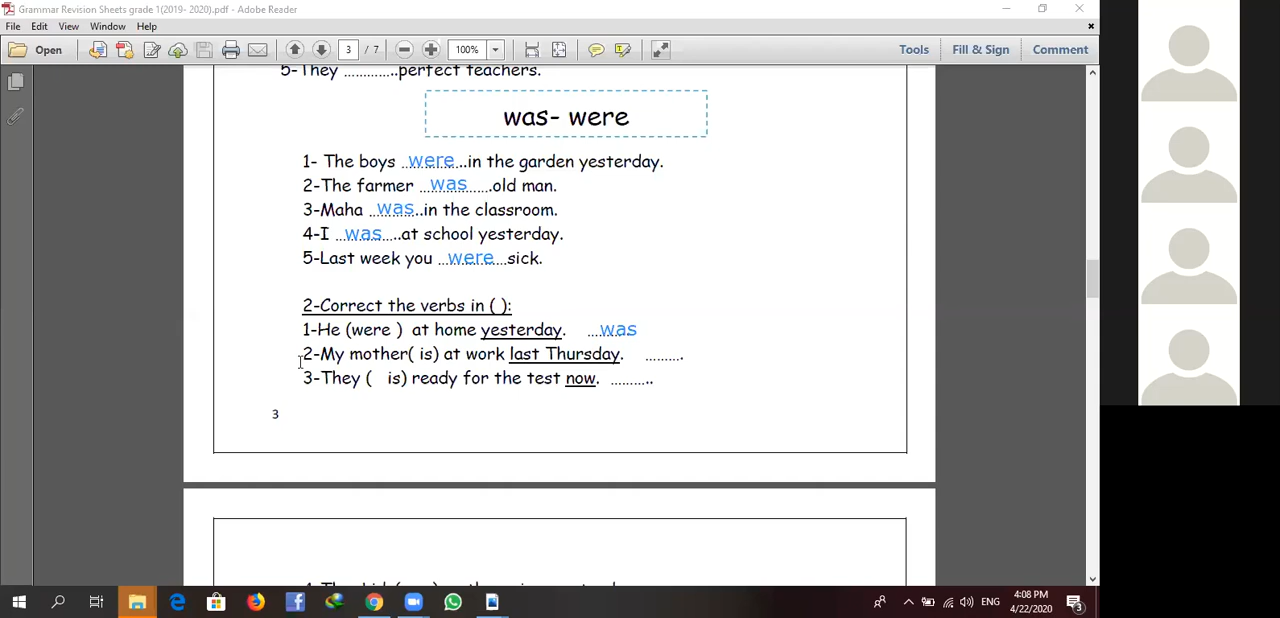 Grammar Revision Sheets grade 1(2019- 2020).pdf - Adobe Reader
File Edit View Window Help
Open 3 / 7 100% Tools Fill & Sign Comment
5-They ............perfect teachers.
was- were
1- The boys ..were..in the garden yesterday.
2-The farmer ..was.....old man.
3-Maha ...was..in the classroom.
4-I ...was....at school yesterday.
5-Last week you ..were...sick.
2-Correct the verbs in ( ):
1-He (were ) at home yesterday. ...was
2-My mother( is) at work last Thursday. .........
3-They ( is) ready for the test now. .........
3
ENG
4:08 PM
4/22/2020
3